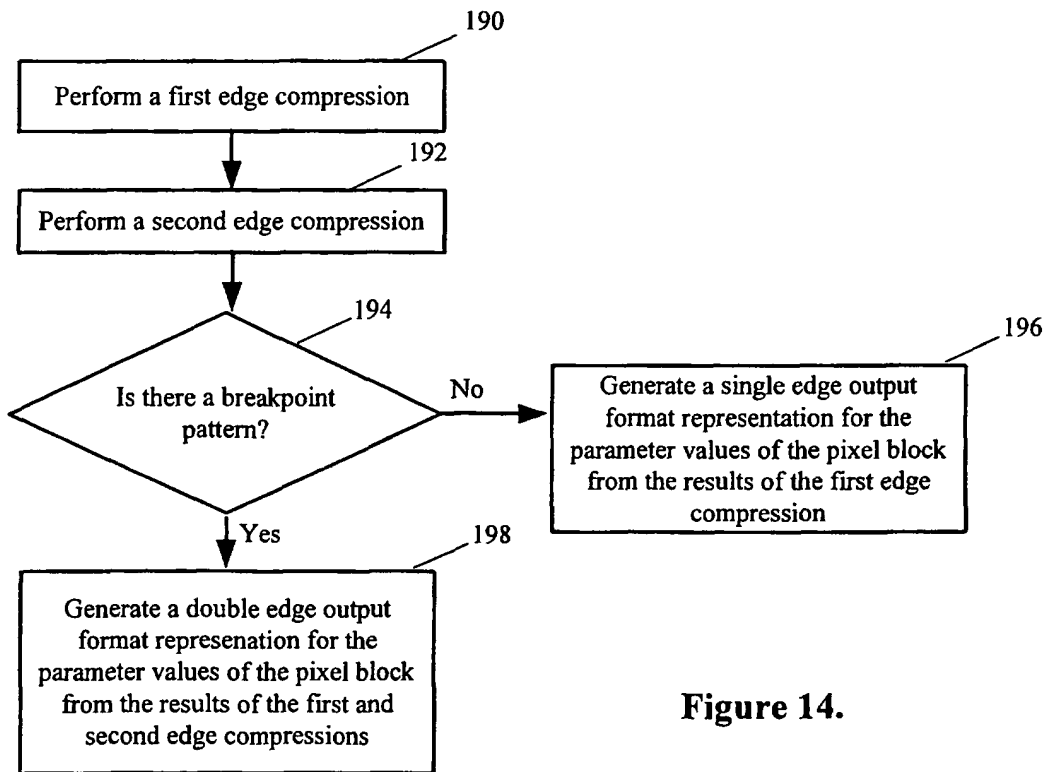 190
Perform a first edge compression
192
Perform a second edge compression
194
Is there a breakpoint
pattern?
No
196
Generate a single edge output
format representation for the
parameter values of the pixel block
from the results of the first edge
compression
Yes
198
Generate a double edge output
format represenation for the
parameter values of the pixel block
from the results of the first and
second edge compressions
Figure 14.